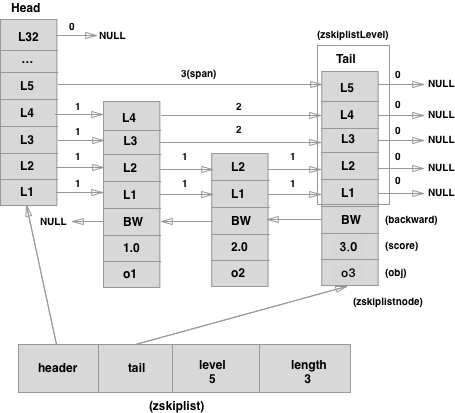 Head
(zskiplistLevel)
L32 0 NULL
Tail
...
L5 3(span) L5 0 NULL
L4 1 L4 2 L4 0 NULL
L3 1 L3 2 L3 0 NULL
L2 1 L2 1 L2 1 L2 0 NULL
L1 1 L1 1 L1 1 L1 0 NULL
NULL BW BW BW (backward)
1.0 2.0 3.0 (score)
o1 o2 o3 (obj)
(zskiplistnode)
header tail level length
5 3
(zskiplist)